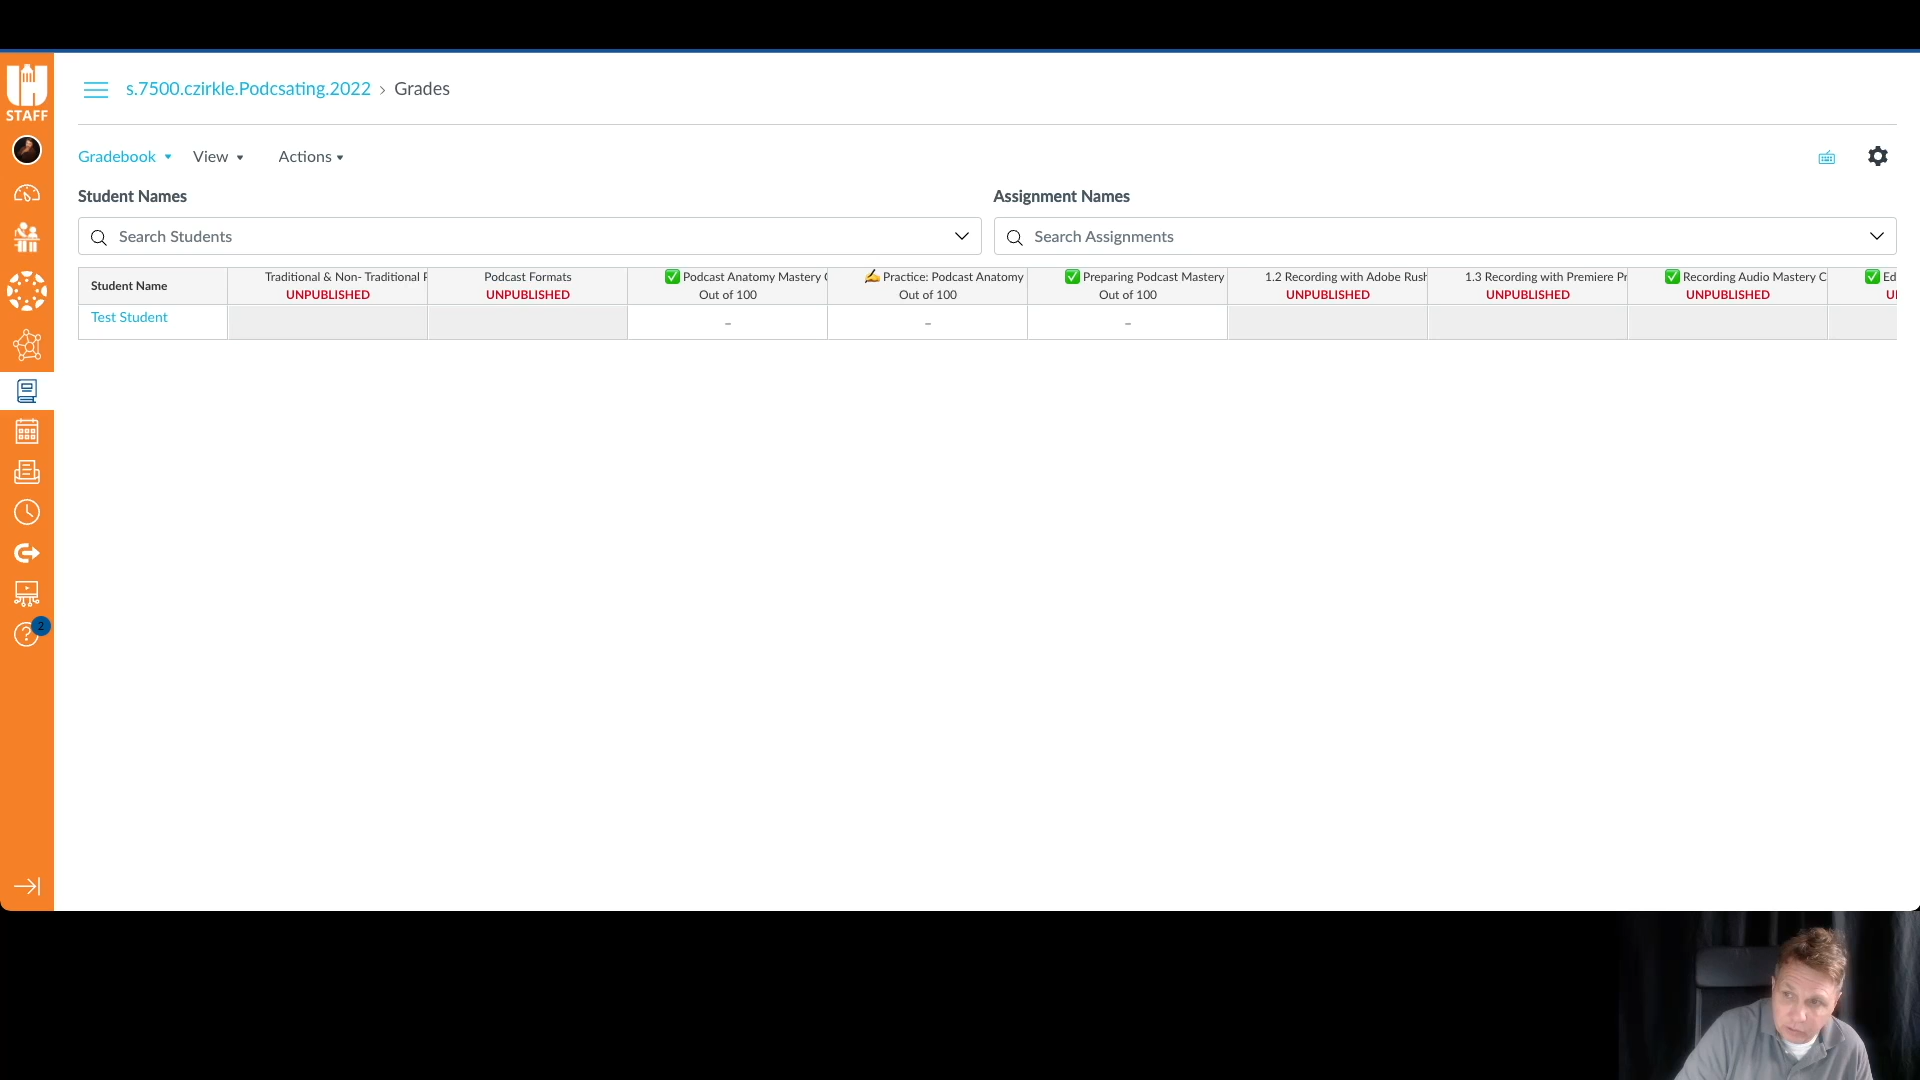 STAFF
s.7500.czirkle.Podcsating.2022 › Grades
Gradebook View Actions
Student Names Assignment Names
Search Students Search Assignments
Student Name
Traditional & Non- Traditional
UNPUBLISHED
Podcast Formats
UNPUBLISHED
✅ Podcast Anatomy Mastery
Out of 100
✍ Practice: Podcast Anatomy
Out of 100
✅ Preparing Podcast Mastery
Out of 100
1.2 Recording with Adobe Rush
UNPUBLISHED
1.3 Recording with Premiere Pr
UNPUBLISHED
✅ Recording Audio Mastery C
UNPUBLISHED
✅ Ed
Test Student – – –
2